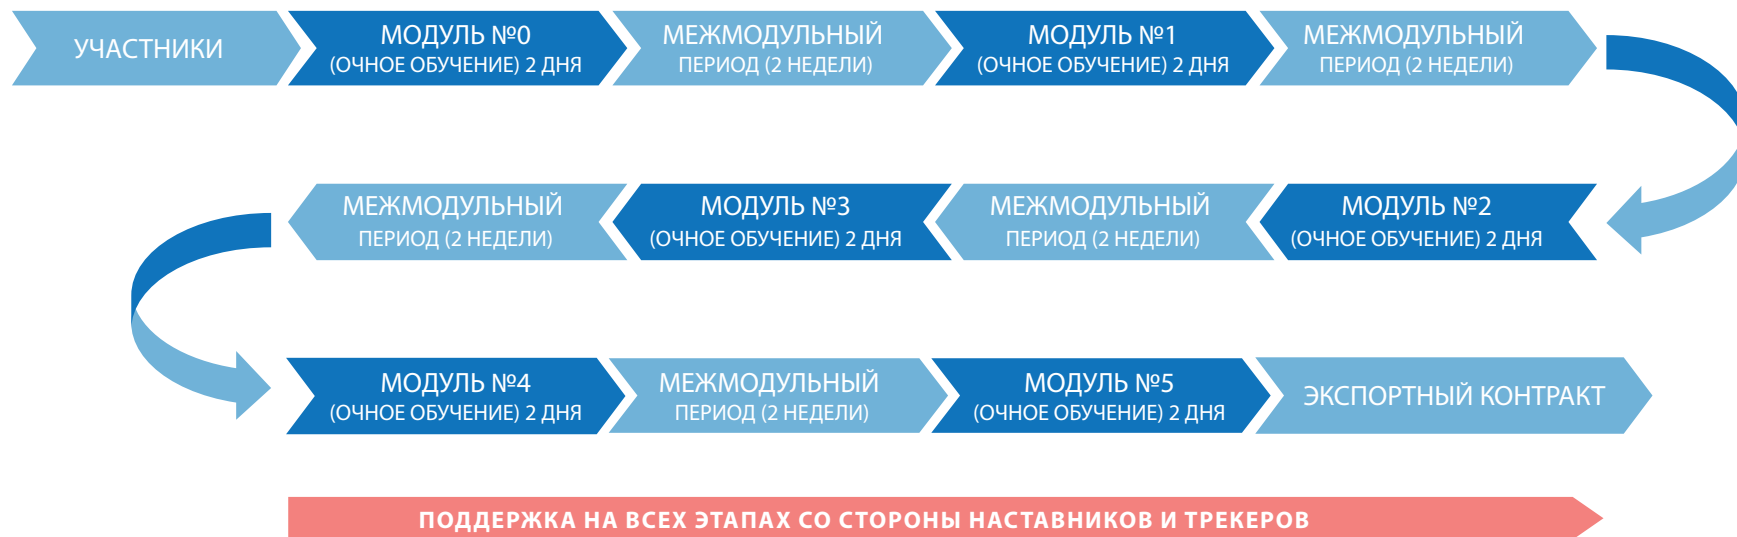 УЧАСТНИКИ
МОДУЛЬ №0
(ОЧНОЕ ОБУЧЕНИЕ) 2 ДНЯ
МЕЖМОДУЛЬНЫЙ
ПЕРИОД (2 НЕДЕЛИ)
МОДУЛЬ №1
(ОЧНОЕ ОБУЧЕНИЕ) 2 ДНЯ
МЕЖМОДУЛЬНЫЙ
ПЕРИОД (2 НЕДЕЛИ)
МОДУЛЬ №2
(ОЧНОЕ ОБУЧЕНИЕ) 2 ДНЯ
МЕЖМОДУЛЬНЫЙ
ПЕРИОД (2 НЕДЕЛИ)
МОДУЛЬ №3
(ОЧНОЕ ОБУЧЕНИЕ) 2 ДНЯ
МЕЖМОДУЛЬНЫЙ
ПЕРИОД (2 НЕДЕЛИ)
МОДУЛЬ №4
(ОЧНОЕ ОБУЧЕНИЕ) 2 ДНЯ
МЕЖМОДУЛЬНЫЙ
ПЕРИОД (2 НЕДЕЛИ)
МОДУЛЬ №5
(ОЧНОЕ ОБУЧЕНИЕ) 2 ДНЯ
ЭКСПОРТНЫЙ КОНТРАКТ
ПОДДЕРЖКА НА ВСЕХ ЭТАПАХ СО СТОРОНЫ НАСТАВНИКОВ И ТРЕКЕРОВ